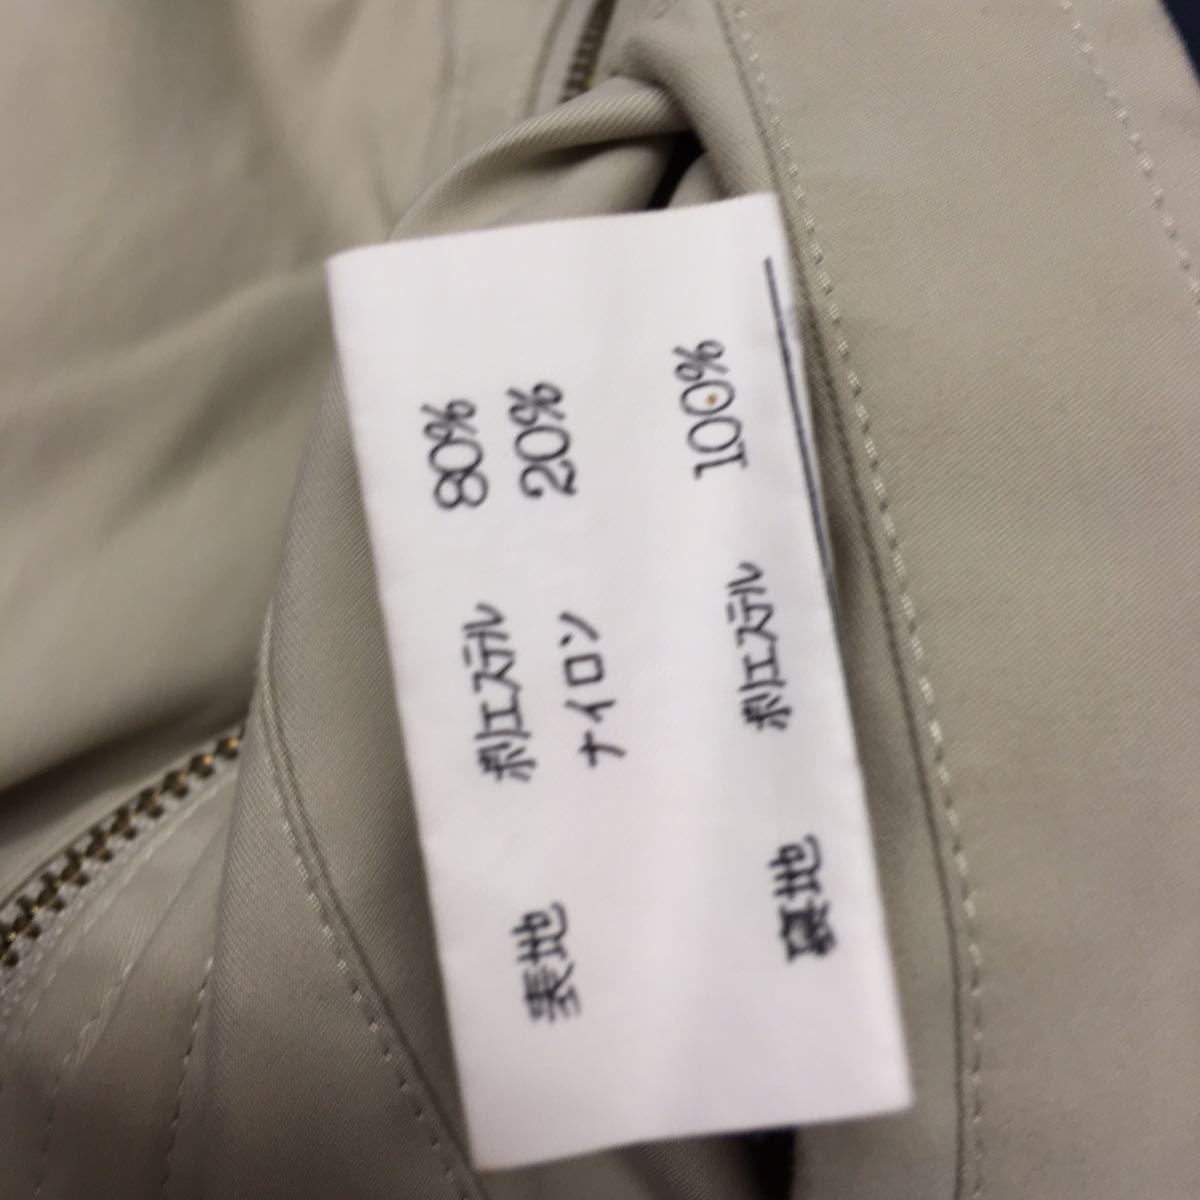 表地 ポリエステル 80%
ナイロン 20%
裏地 ポリエステル 100%